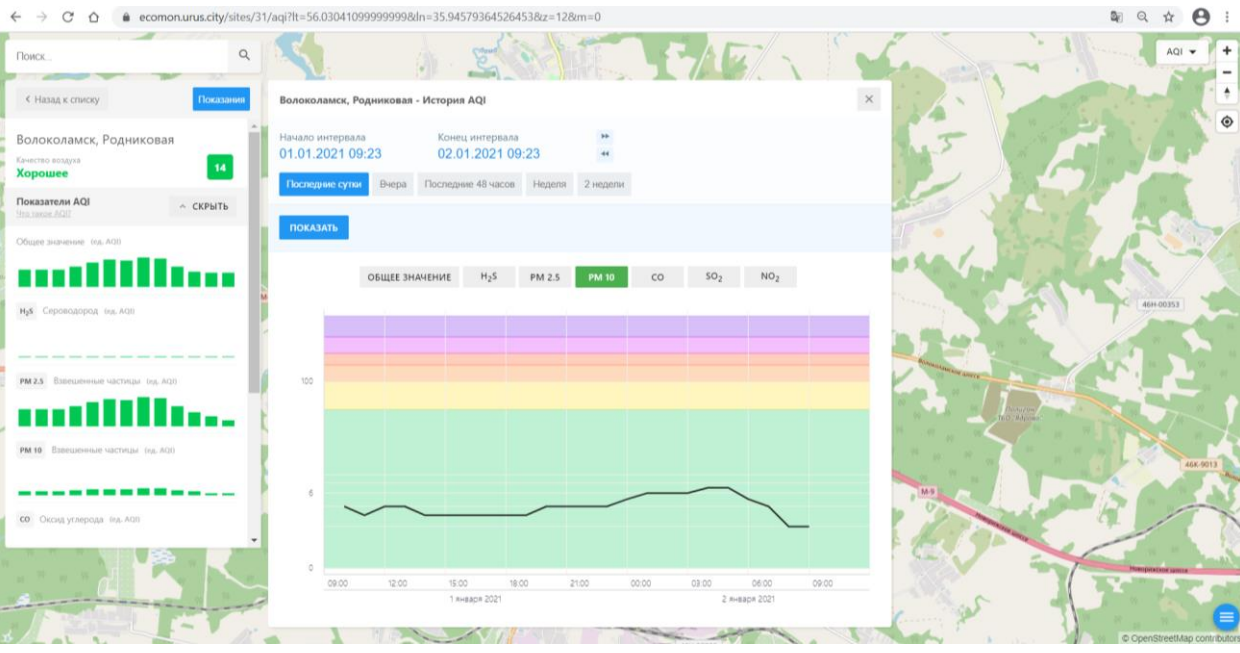 ecomon.urus.city/sites/31/aqi?lt=56.03041099999999&ln=35.94579364526453&z=12&m=0
Поиск...
AQI
‹ Назад к списку
Показания
Волоколамск, Родниковая
Качество воздуха
Хорошее
14
Показатели AQI
Что такое AQI?
СКРЫТЬ
Общее значение (ед. AQI)
H₂S Сероводород (ед. AQI)
PM 2.5 Взвешенные частицы (ед. AQI)
PM 10 Взвешенные частицы (ед. AQI)
CO Оксид углерода (ед. AQI)
Волоколамск, Родниковая - История AQI
Начало интервала
Конец интервала
01.01.2021 09:23
02.01.2021 09:23
Последние сутки
Вчера
Последние 48 часов
Неделя
2 недели
ПОКАЗАТЬ
ОБЩЕЕ ЗНАЧЕНИЕ
H₂S
PM 2.5
PM 10
CO
SO₂
NO₂
100
6
0
09:00
12:00
15:00
18:00
21:00
00:00
03:00
06:00
09:00
1 января 2021
2 января 2021
46Н-00353
Волоколамское шоссе
46К-9013
М-9
Новорижское шоссе
Новорижское шоссе
© OpenStreetMap contributors